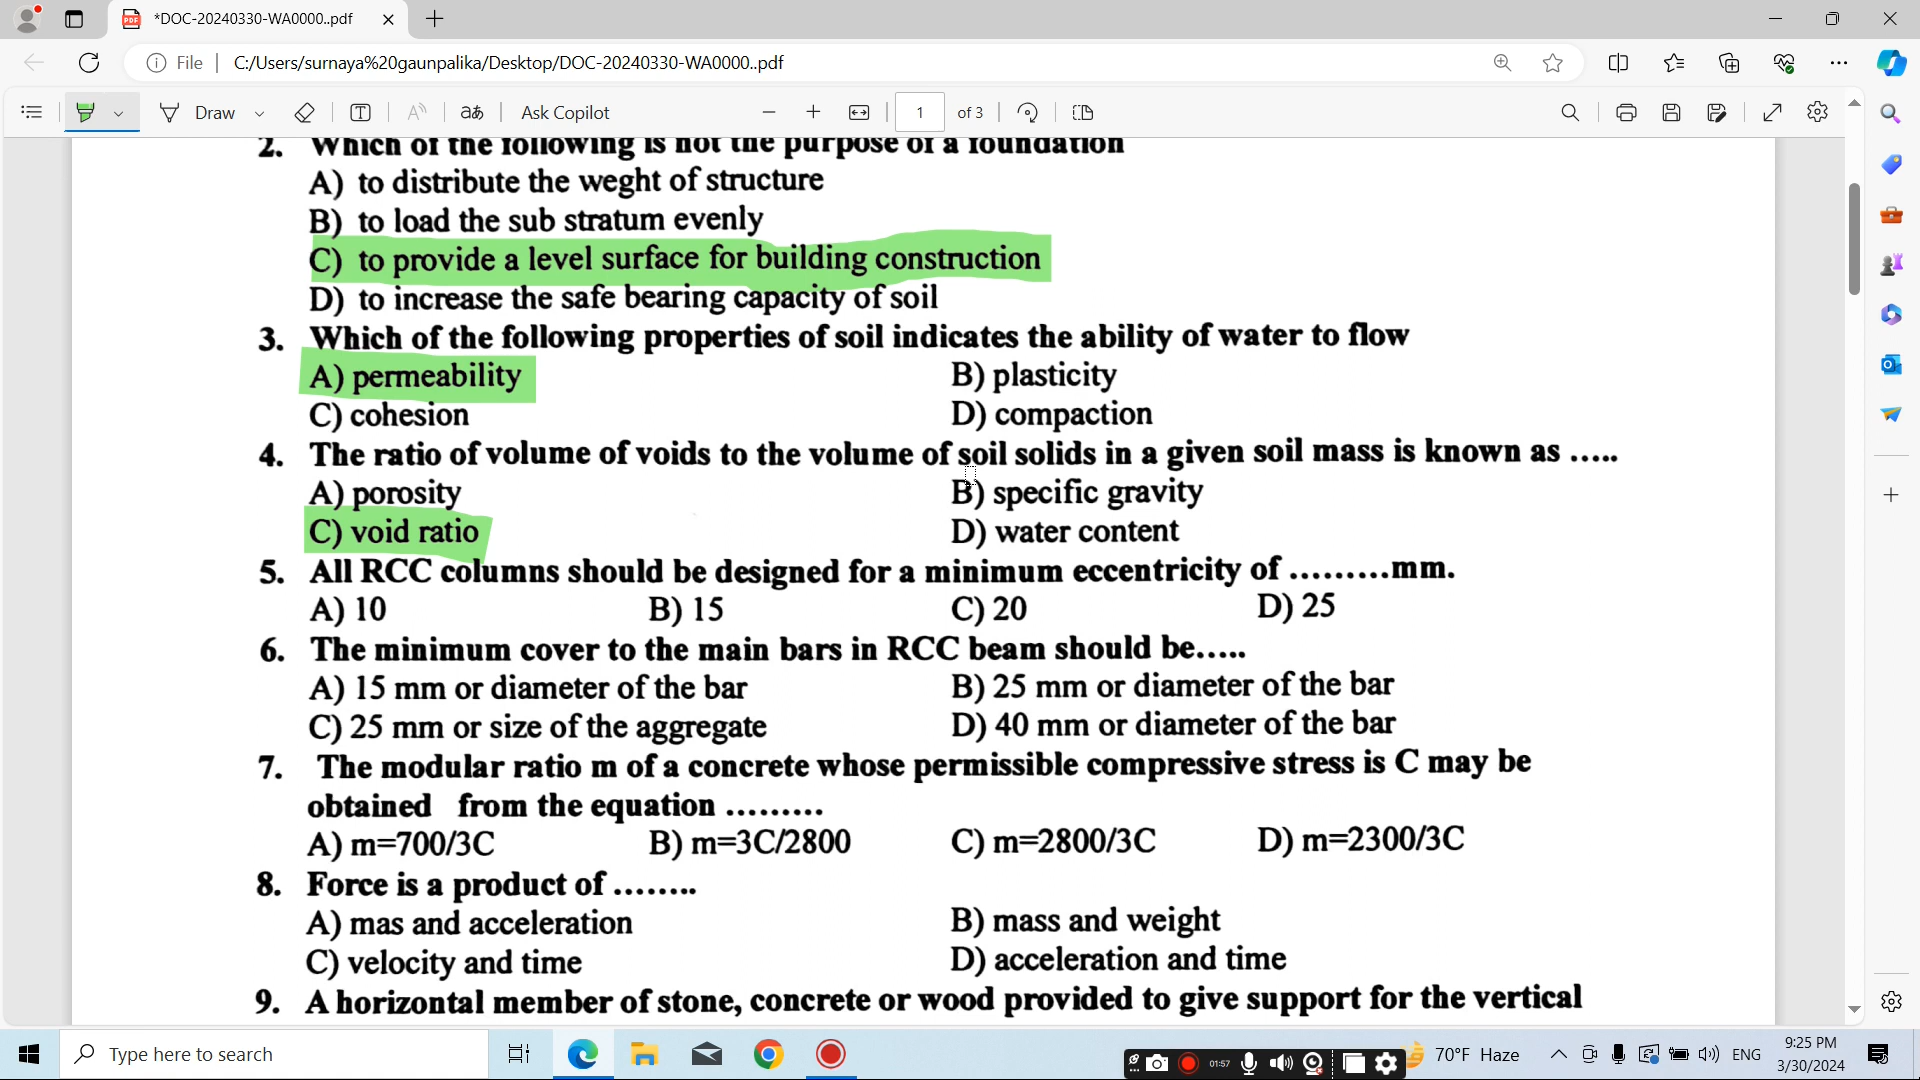 *DOC-20240330-WA0000..pdf
File
C:/Users/surnaya%20gaunpalika/Desktop/DOC-20240330-WA0000..pdf
Draw
Ask Copilot
1 of 3
2. Which of the following is not the purpose of a foundation
A) to distribute the weght of structure
B) to load the sub stratum evenly
C) to provide a level surface for building construction
D) to increase the safe bearing capacity of soil
3. Which of the following properties of soil indicates the ability of water to flow
A) permeability B) plasticity
C) cohesion D) compaction
4. The ratio of volume of voids to the volume of soil solids in a given soil mass is known as .....
A) porosity B) specific gravity
C) void ratio D) water content
5. All RCC columns should be designed for a minimum eccentricity of .........mm.
A) 10 B) 15 C) 20 D) 25
6. The minimum cover to the main bars in RCC beam should be.....
A) 15 mm or diameter of the bar B) 25 mm or diameter of the bar
C) 25 mm or size of the aggregate D) 40 mm or diameter of the bar
7. The modular ratio m of a concrete whose permissible compressive stress is C may be
obtained from the equation .........
A) m=700/3C B) m=3C/2800 C) m=2800/3C D) m=2300/3C
8. Force is a product of ........
A) mas and acceleration B) mass and weight
C) velocity and time D) acceleration and time
9. A horizontal member of stone, concrete or wood provided to give support for the vertical
Type here to search
01:57
70°F Haze
ENG
9:25 PM
3/30/2024